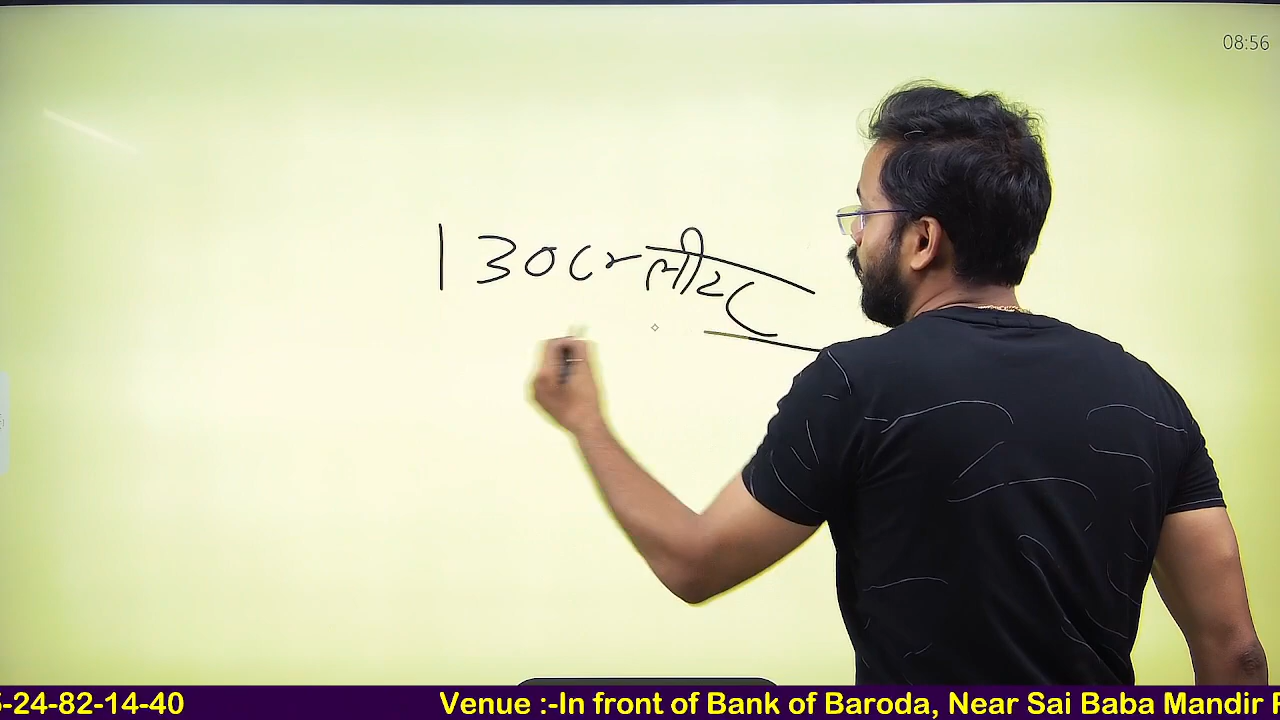 08:56
130Cr लीटर
5-24-82-14-40 Venue :-In front of Bank of Baroda, Near Sai Baba Mandir